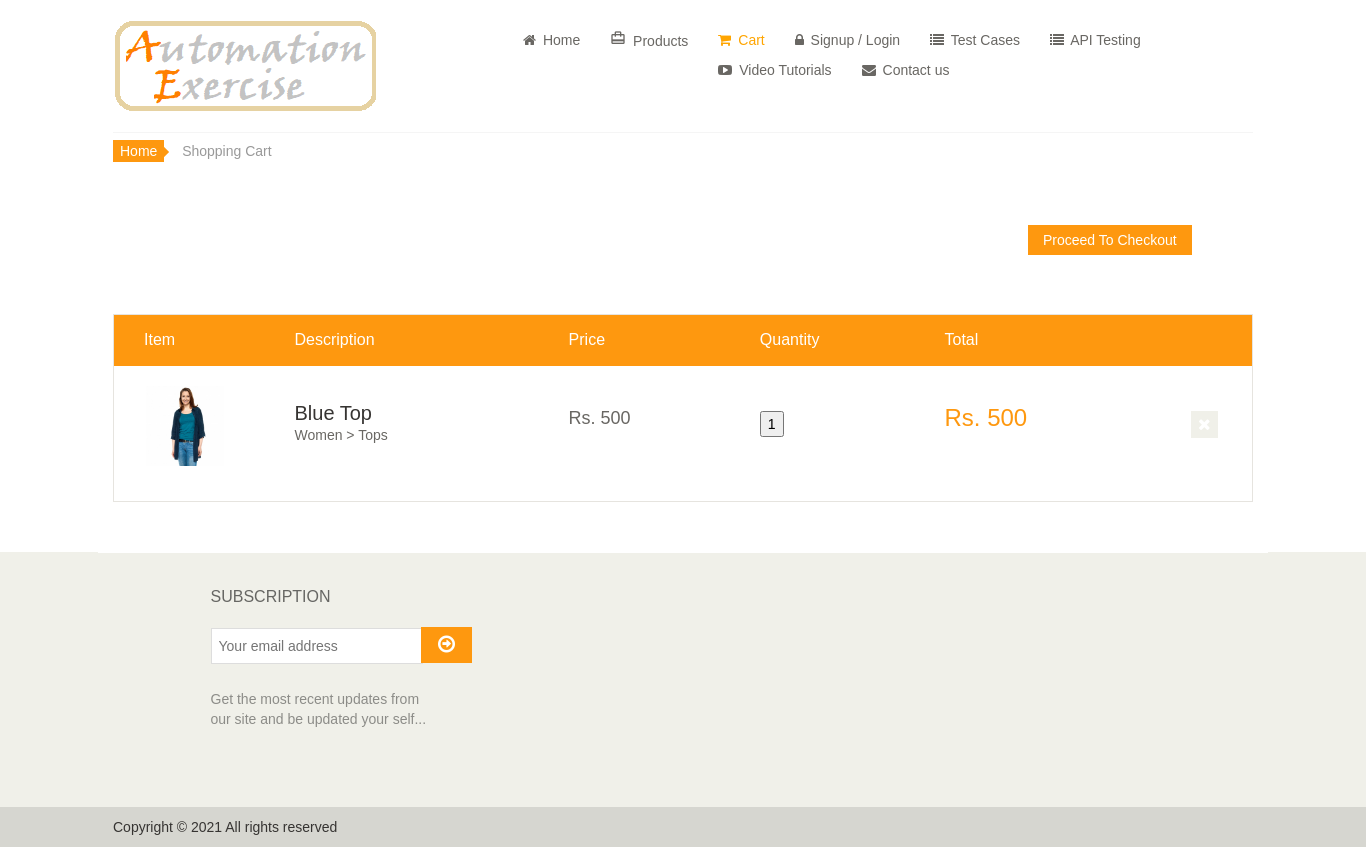 Automation
Exercise
Home
Products
Cart
Signup / Login
Test Cases
API Testing
Video Tutorials
Contact us
Home
Shopping Cart
Proceed To Checkout
Item Description Price Quantity Total
Blue Top
Women > Tops
Rs. 500
1
Rs. 500
SUBSCRIPTION
Your email address
Get the most recent updates from
our site and be updated your self...
Copyright © 2021 All rights reserved